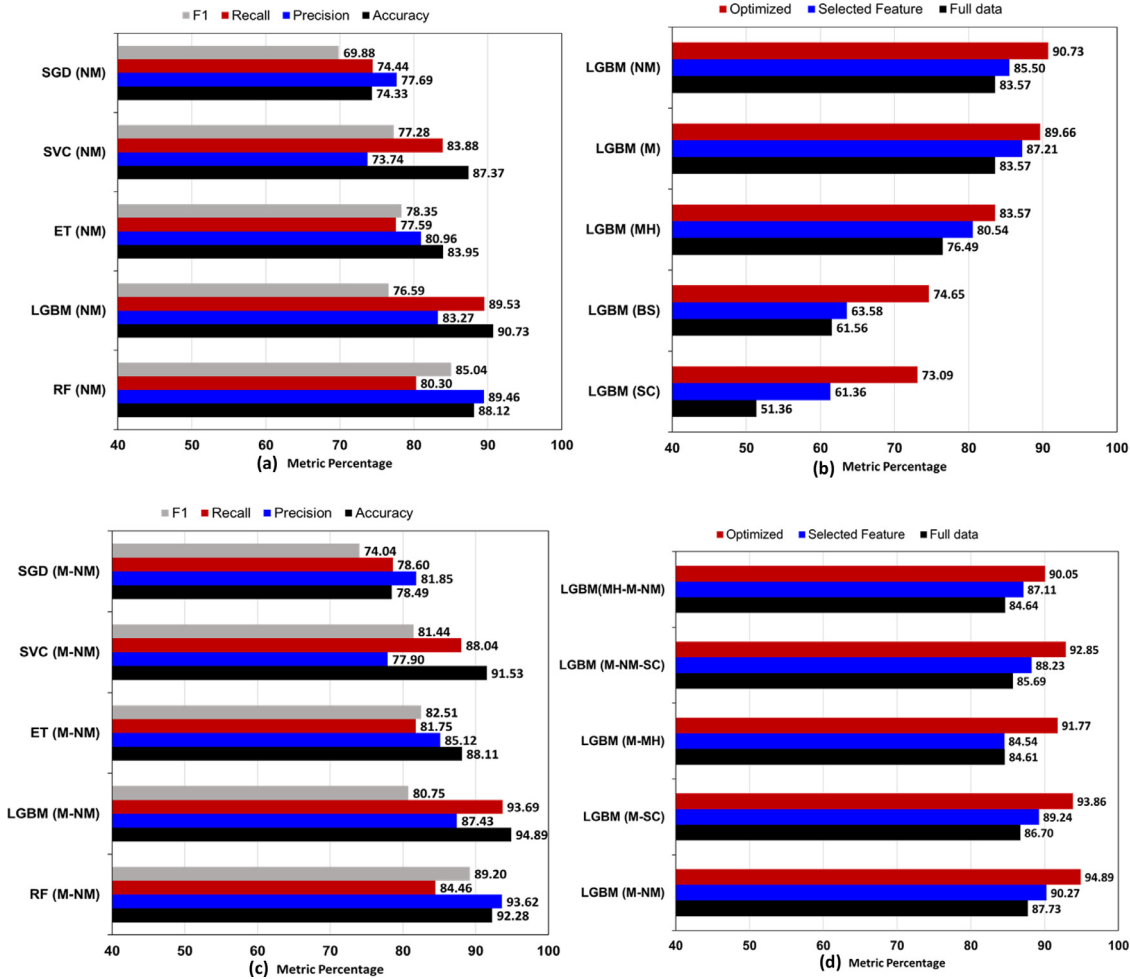 F1 Recall Precision Accuracy
SGD (NM)
69.88
74.44
77.69
74.33
SVC (NM)
77.28
83.88
73.74
87.37
ET (NM)
78.35
77.59
80.96
83.95
LGBM (NM)
76.59
89.53
83.27
90.73
RF (NM)
85.04
80.30
89.46
88.12
40 50 60 70 80 90 100
(a) Metric Percentage
Optimized Selected Feature Full data
LGBM (NM)
90.73
85.50
83.57
LGBM (M)
89.66
87.21
83.57
LGBM (MH)
83.57
80.54
76.49
LGBM (BS)
74.65
63.58
61.56
LGBM (SC)
73.09
61.36
51.36
40 50 60 70 80 90 100
(b) Metric Percentage
F1 Recall Precision Accuracy
SGD (M-NM)
74.04
78.60
81.85
78.49
SVC (M-NM)
81.44
88.04
77.90
91.53
ET (M-NM)
82.51
81.75
85.12
88.11
LGBM (M-NM)
80.75
93.69
87.43
94.89
RF (M-NM)
89.20
84.46
93.62
92.28
40 50 60 70 80 90 100
(c) Metric Percentage
Optimized Selected Feature Full data
LGBM(MH-M-NM)
90.05
87.11
84.64
LGBM (M-NM-SC)
92.85
88.23
85.69
LGBM (M-MH)
91.77
84.54
84.61
LGBM (M-SC)
93.86
89.24
86.70
LGBM (M-NM)
94.89
90.27
87.73
40 50 60 70 80 90 100
(d) Metric Percentage